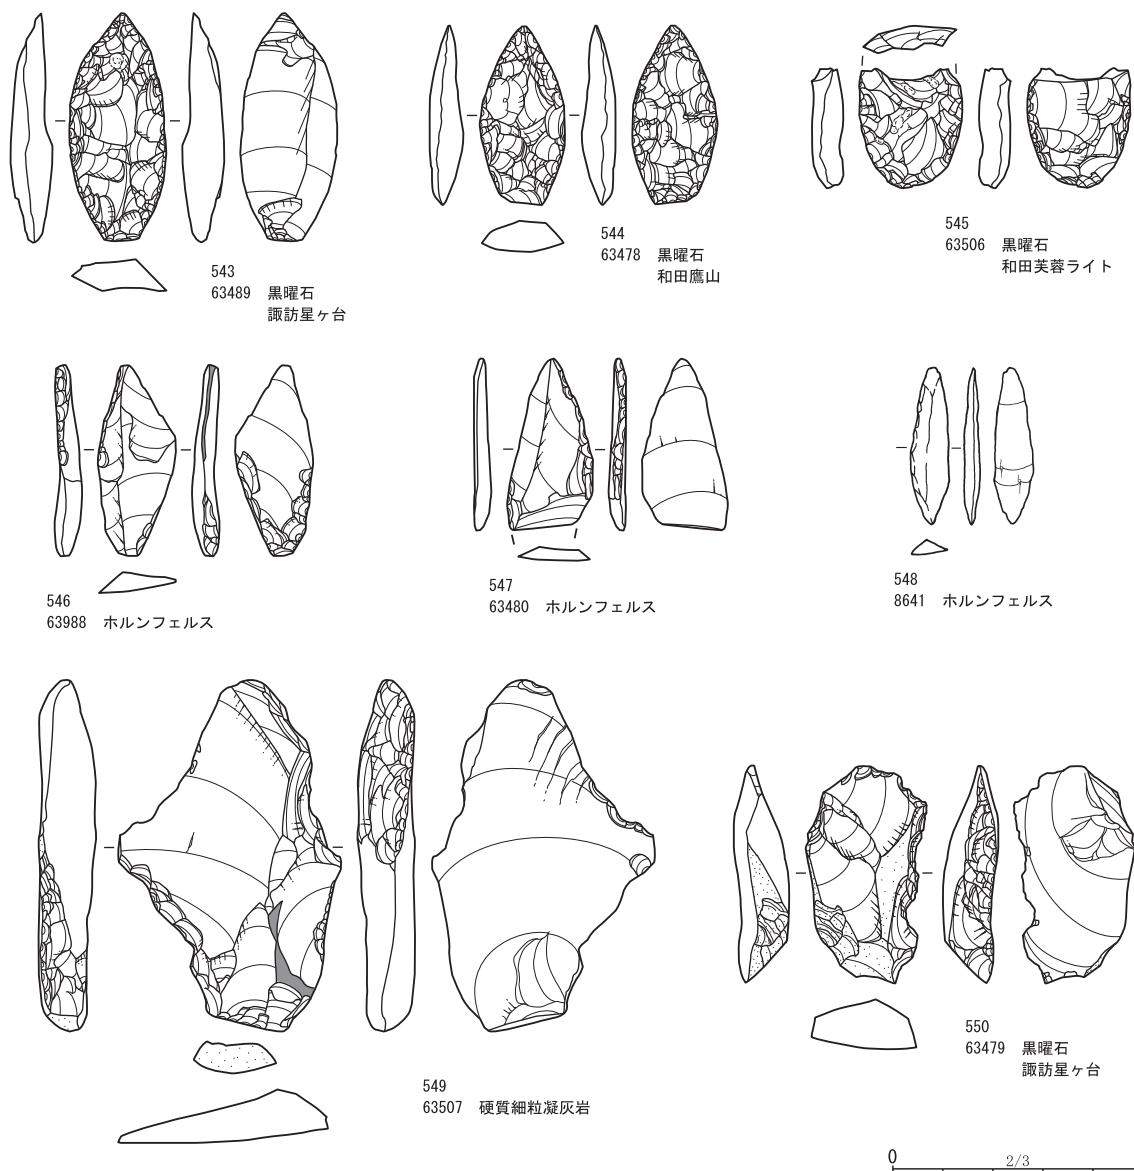 543
63489 黒曜石
諏訪星ヶ台
544
63478 黒曜石
和田鷹山
545
63506 黒曜石
和田芙蓉ライト
546
63988 ホルンフェルス
547
63480 ホルンフェルス
548
8641 ホルンフェルス
549
63507 硬質細粒凝灰岩
550
63479 黒曜石
諏訪星ヶ台
0 2/3